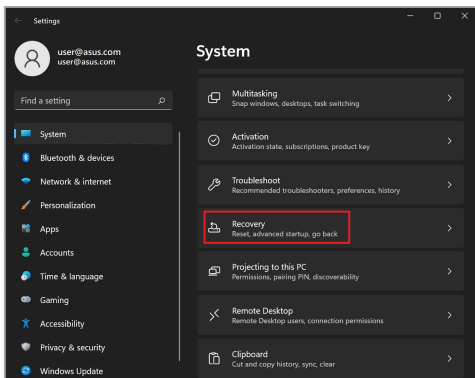 Settings
user@asus.com
user@asus.com
Find a setting
System
Bluetooth & devices
Network & internet
Personalization
Apps
Accounts
Time & language
Gaming
Accessibility
Privacy & security
Windows Update
System
Multitasking
Snap windows, desktops, task switching
Activation
Activation state, subscriptions, product key
Troubleshoot
Recommended troubleshooters, preferences, history
Recovery
Reset, advanced startup, go back
Projecting to this PC
Permissions, pairing PIN, discoverability
Remote Desktop
Remote Desktop users, connection permissions
Clipboard
Cut and copy history, sync, clear